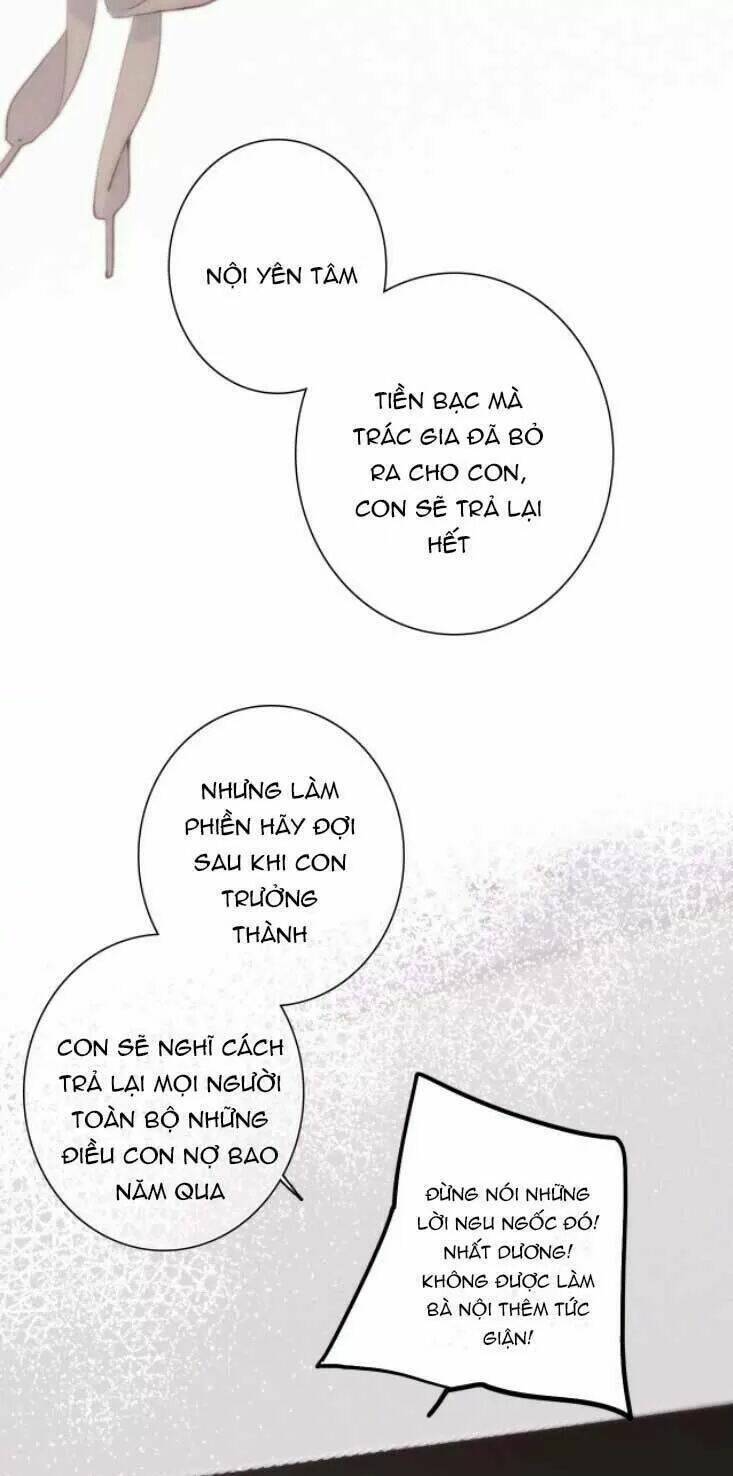 NỘI YÊN TÂM
TIỀN BẠC MÀ
TRÁC GIA ĐÃ BỎ
RA CHO CON,
CON SẼ TRẢ LẠI
HẾT
NHƯNG LÀM
PHIỀN HÃY ĐỢI
SAU KHI CON
TRƯỞNG
THÀNH
CON SẼ NGHĨ CÁCH
TRẢ LẠI MỌI NGƯỜI
TOÀN BỘ NHỮNG
ĐIỀU CON NỢ BAO
NĂM QUA
ĐỪNG NÓI NHỮNG
LỜI NGU NGỐC ĐÓ!
NHẤT DƯƠNG!
KHÔNG ĐƯỢC LÀM
BÀ NỘI THÊM TỨC
GIẬN!